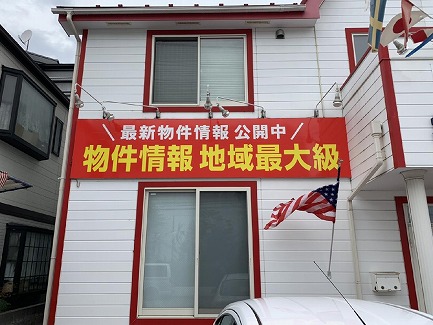 \ 最新物件情報 公開中 /
物件情報 地域最大級